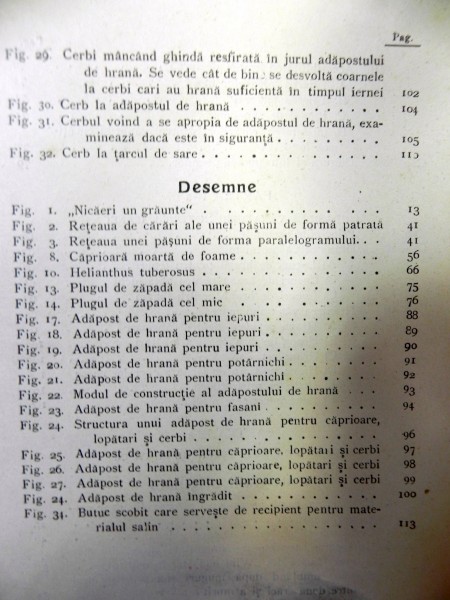 Pag.
Fig. 29. Cerbi mâncând ghindă resfirată în jurul adăpostului
de hrană. Se vede cât de bine se desvoltă coarnele
la cerbi cari au hrană suficientă în timpul iernei 102
Fig. 30. Cerb la adăpostul de hrană . . . . . . . . . . 104
Fig. 31. Cerbul voind a se apropia de adăpostul de hrană, exa-
minează dacă este în siguranță . . . . . . . . 105
Fig. 32. Cerb la țarcul de sare . . . . . . . . . . . . 110
Desemne
Fig. 1. „Nicăeri un grăunte“ . . . . . . . . . . . 13
Fig. 2. Rețeaua de cărări ale unei pășuni de forma patrată 41
Fig. 3. Rețeaua unei pășuni de forma paralelogramului. . . 41
Fig. 8. Căprioară moartă de foame . . . . . . . . . 56
Fig. 10. Helianthus tuberosus . . . . . . . . . . . 66
Fig. 13. Plugul de zăpadă cel mare . . . . . . . . . 75
Fig. 14. Plugul de zăpadă cel mic . . . . . . . . . 76
Fig. 17. Adăpost de hrană pentru iepuri . . . . . . . 88
Fig. 18. Adăpost de hrană pentru iepuri . . . . . . . 89
Fig. 19. Adăpost de hrană pentru iepuri . . . . . . . 90
Fig. 20. Adăpost de hrană pentru potârnichi . . . . . 91
Fig. 21. Adăpost de hrană pentru potârnichi . . . . . 92
Fig. 22. Modul de construcție al adăpostului de hrană . . 93
Fig. 23. Adăpost de hrană pentru fasani . . . . . . . 94
Fig. 24. Structura unui adăpost de hrană pentru căprioare,
lopătari și cerbi . . . . . . . . . . . . . 96
Fig. 25. Adăpost de hrană pentru căprioare, lopătari și cerbi 97
Fig. 26. Adăpost de hrană pentru căprioare, lopătari și cerbi 98
Fig. 27. Adăpost de hrană pentru căprioare, lopătari și cerbi 99
Fig. 24. Adăpost de hrană îngrădit . . . . . . . . . 100
Fig. 34. Butuc scobit care servește de recipient pentru mate-
rialul salin . . . . . . . . . . . . . . . 113